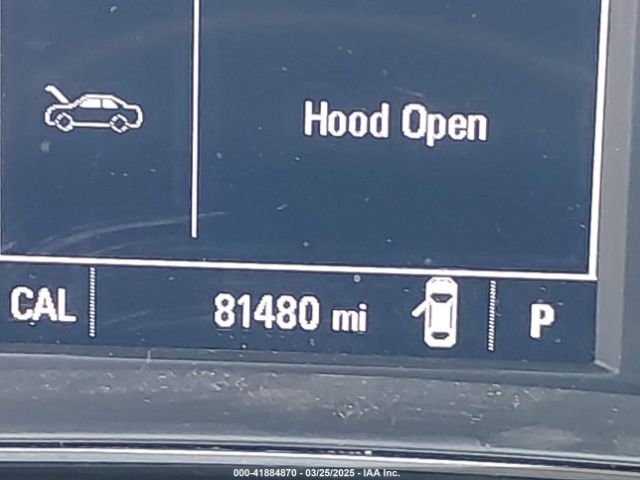 Hood Open
CAL 81480 mi P
000-41884870 - 03/25/2025 - IAA Inc.